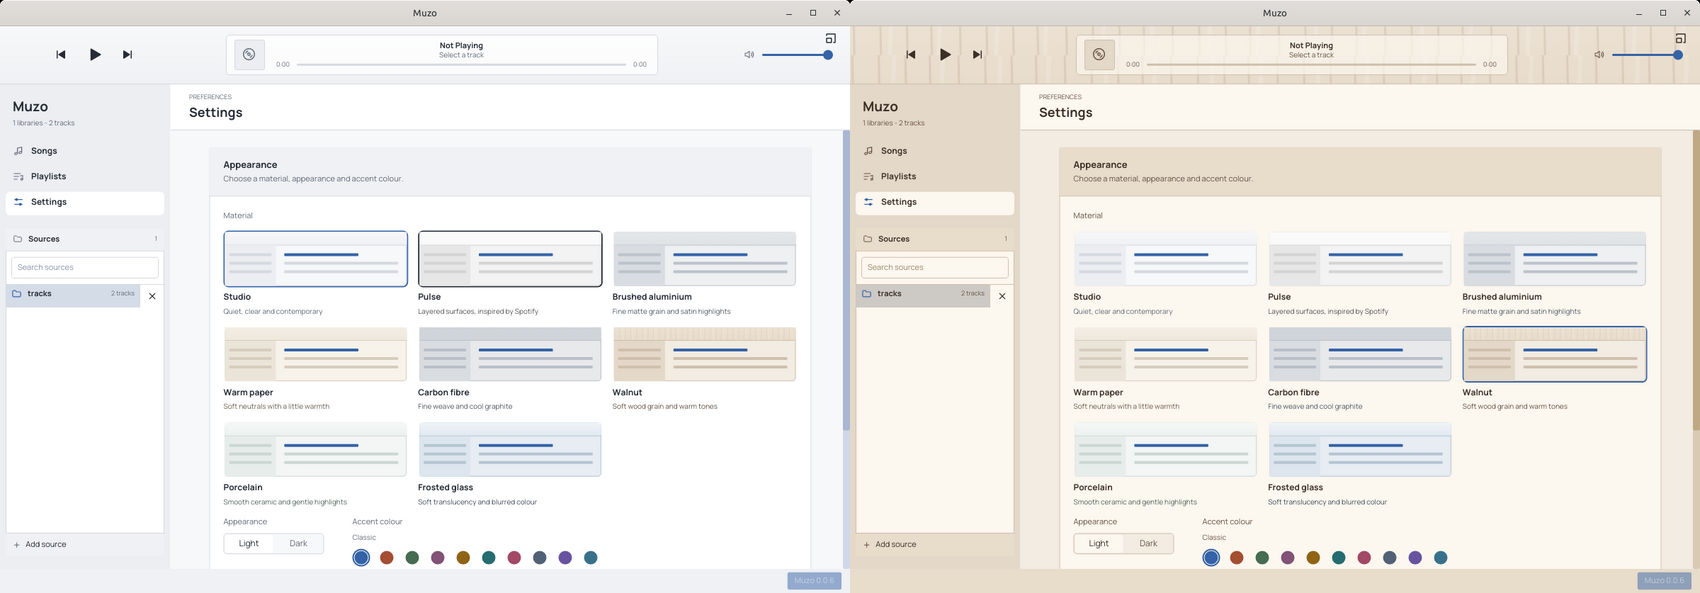 Muzo
Not Playing
Select a track
0:00
0:00
Muzo
1 libraries - 2 tracks
Songs
Playlists
Settings
Sources
1
Search sources
tracks
2 tracks
Add source
PREFERENCES
Settings
Appearance
Choose a material, appearance and accent colour.
Material
Studio
Quiet, clear and contemporary
Pulse
Layered surfaces, inspired by Spotify
Brushed aluminium
Fine matte grain and satin highlights
Warm paper
Soft neutrals with a little warmth
Carbon fibre
Fine weave and cool graphite
Walnut
Soft wood grain and warm tones
Porcelain
Smooth ceramic and gentle highlights
Frosted glass
Soft translucency and blurred colour
Appearance
Light
Dark
Accent colour
Classic
Muzo 0.0.6
Muzo
Not Playing
Select a track
0:00
0:00
Muzo
1 libraries - 2 tracks
Songs
Playlists
Settings
Sources
1
Search sources
tracks
2 tracks
Add source
PREFERENCES
Settings
Appearance
Choose a material, appearance and accent colour.
Material
Studio
Quiet, clear and contemporary
Pulse
Layered surfaces, inspired by Spotify
Brushed aluminium
Fine matte grain and satin highlights
Warm paper
Soft neutrals with a little warmth
Carbon fibre
Fine weave and cool graphite
Walnut
Soft wood grain and warm tones
Porcelain
Smooth ceramic and gentle highlights
Frosted glass
Soft translucency and blurred colour
Appearance
Light
Dark
Accent colour
Classic
Muzo 0.0.6